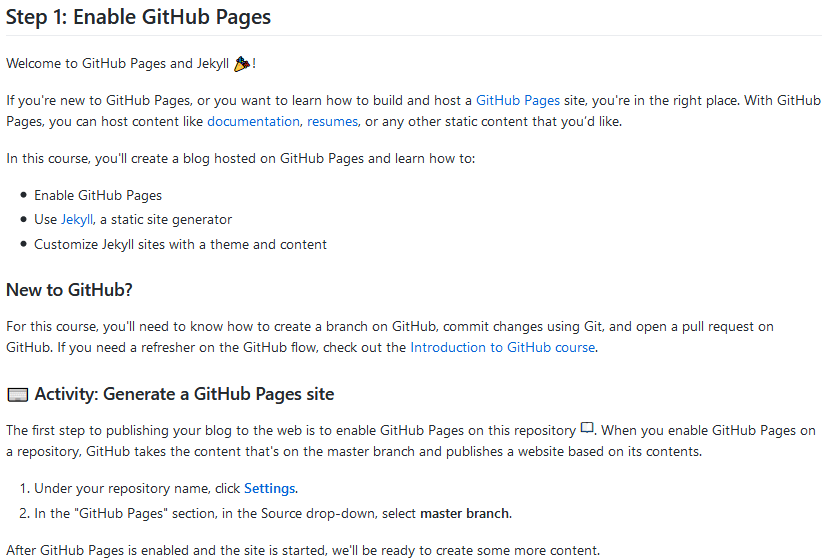 Step 1: Enable GitHub Pages
Welcome to GitHub Pages and Jekyll 🎉!
If you're new to GitHub Pages, or you want to learn how to build and host a GitHub Pages site, you're in the right place. With GitHub
Pages, you can host content like documentation, resumes, or any other static content that you'd like.
In this course, you'll create a blog hosted on GitHub Pages and learn how to:
• Enable GitHub Pages
• Use Jekyll, a static site generator
• Customize Jekyll sites with a theme and content
New to GitHub?
For this course, you'll need to know how to create a branch on GitHub, commit changes using Git, and open a pull request on
GitHub. If you need a refresher on the GitHub flow, check out the Introduction to GitHub course.
⌨️ Activity: Generate a GitHub Pages site
The first step to publishing your blog to the web is to enable GitHub Pages on this repository 📖. When you enable GitHub Pages on
a repository, GitHub takes the content that's on the master branch and publishes a website based on its contents.
1. Under your repository name, click Settings.
2. In the "GitHub Pages" section, in the Source drop-down, select master branch.
After GitHub Pages is enabled and the site is started, we'll be ready to create some more content.